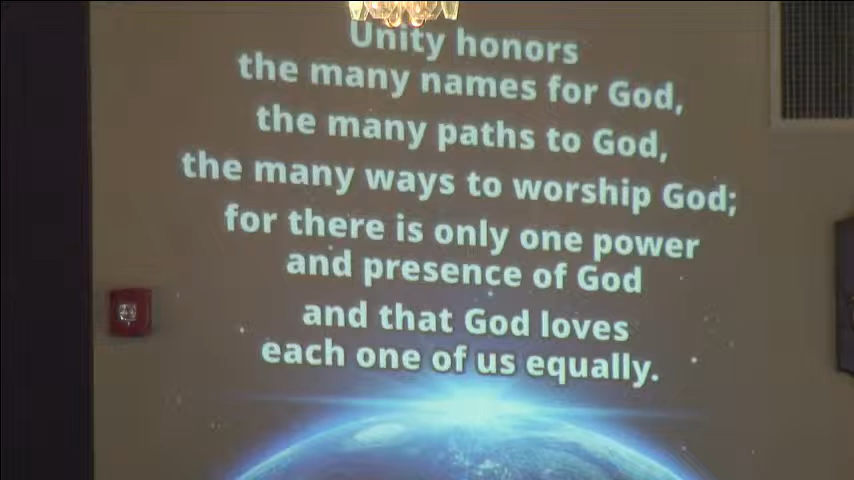 Unity honors
the many names for God,
the many paths to God,
the many ways to worship God;
for there is only one power
and presence of God
and that God loves
each one of us equally.